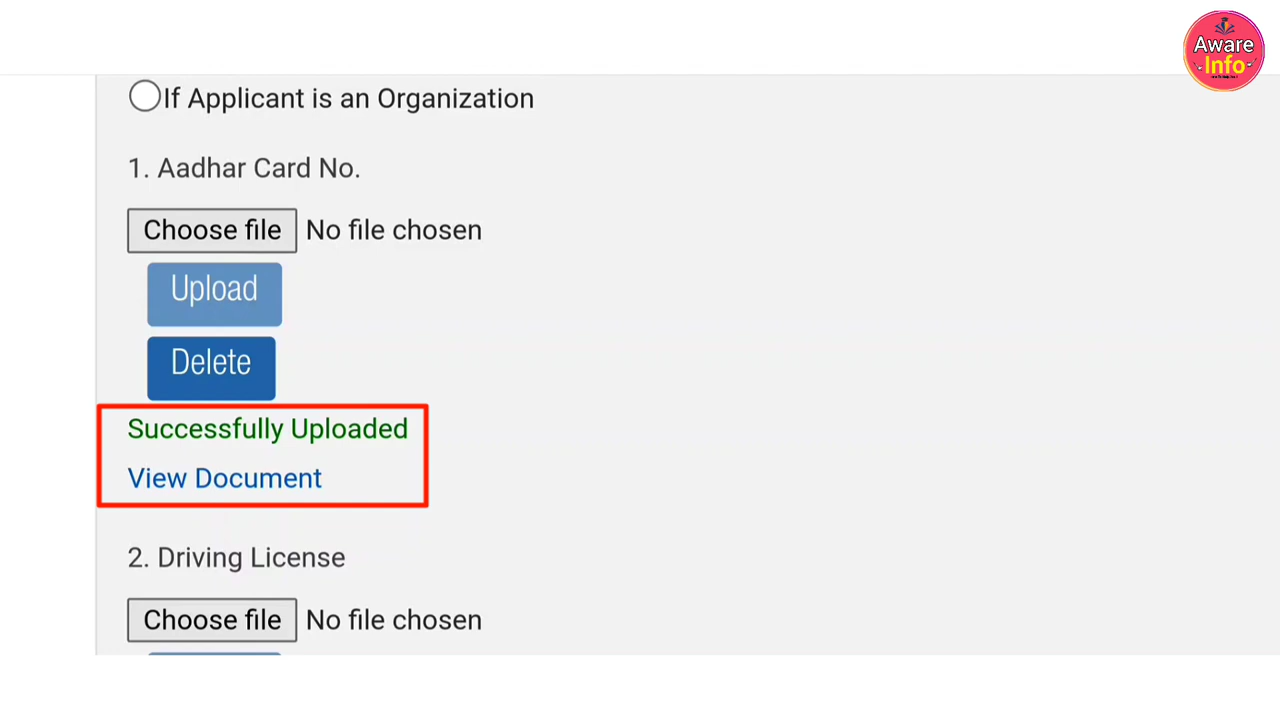 Aware
Info
If Applicant is an Organization
1. Aadhar Card No.
Choose file No file chosen
Upload
Delete
Successfully Uploaded
View Document
2. Driving License
Choose file No file chosen